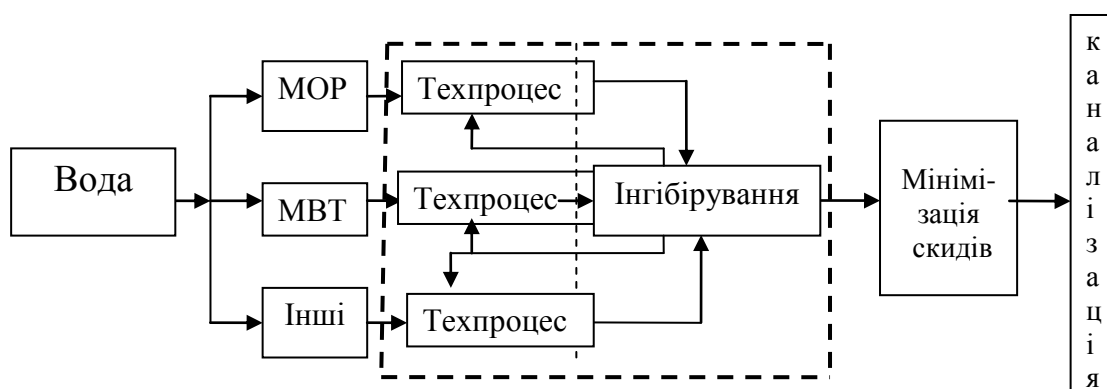 Вода
МОР
МВТ
Інші
Техпроцес
Техпроцес
Техпроцес
Інгібірування
Мінімі-
зація
скидів
к
а
н
а
л
і
з
а
ц
і
я